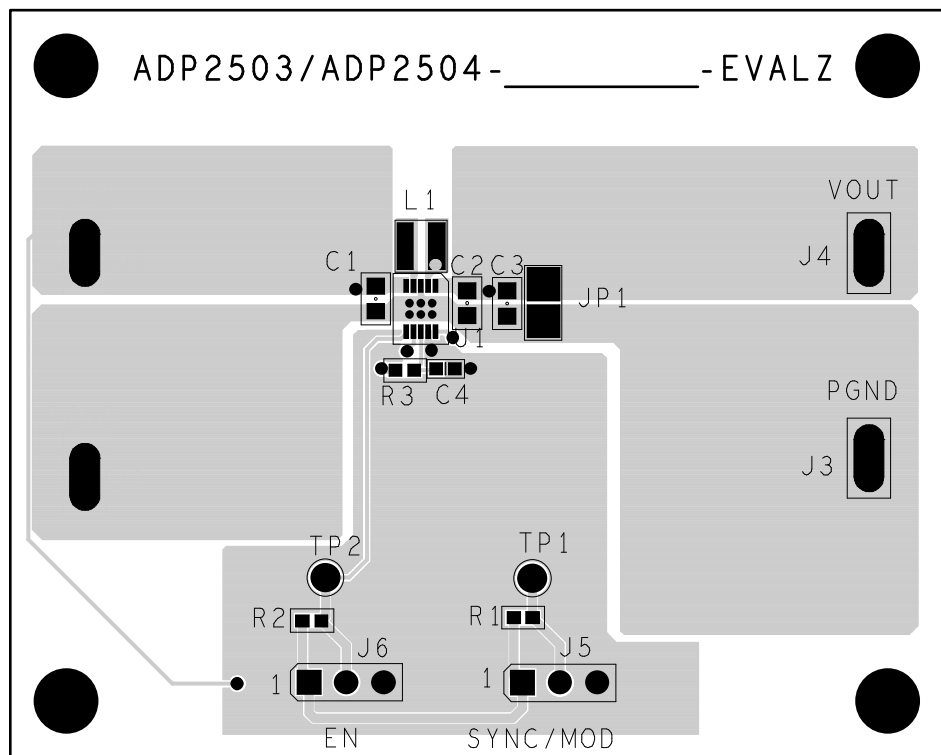 ADP2503/ADP2504-__________-EVALZ
VOUT
L1
J4
C1
C2
C3
JP1
J1
R3
C4
PGND
J3
TP2
TP1
R2
R1
J6
J5
1
1
EN
SYNC/MOD